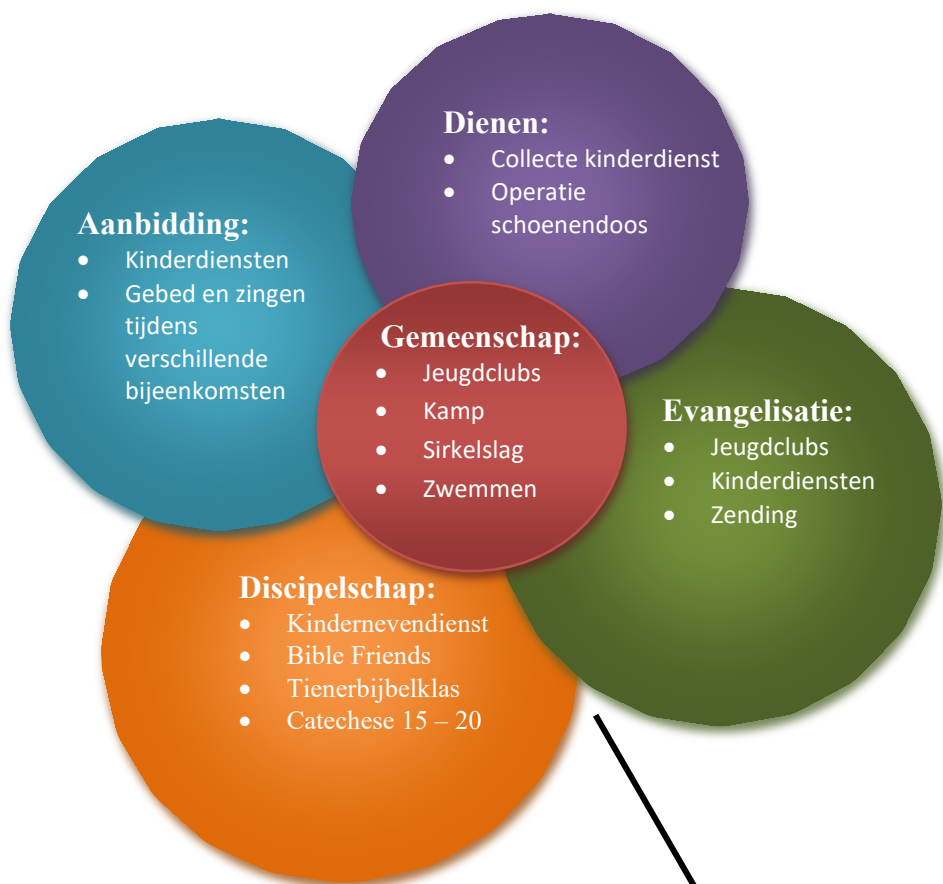 Dienen:
• Collecte kinderdienst
• Operatie
schoenendoos
Aanbidding:
• Kinderdiensten
• Gebed en zingen
tijdens
verschillende
bijeenkomsten
Gemeenschap:
• Jeugdclubs
• Kamp
• Sirkelslag
• Zwemmen
Evangelisatie:
• Jeugdclubs
• Kinderdiensten
• Zending
Discipelschap:
• Kindernevendienst
• Bible Friends
• Tienerbijbelklas
• Catechese 15 – 20